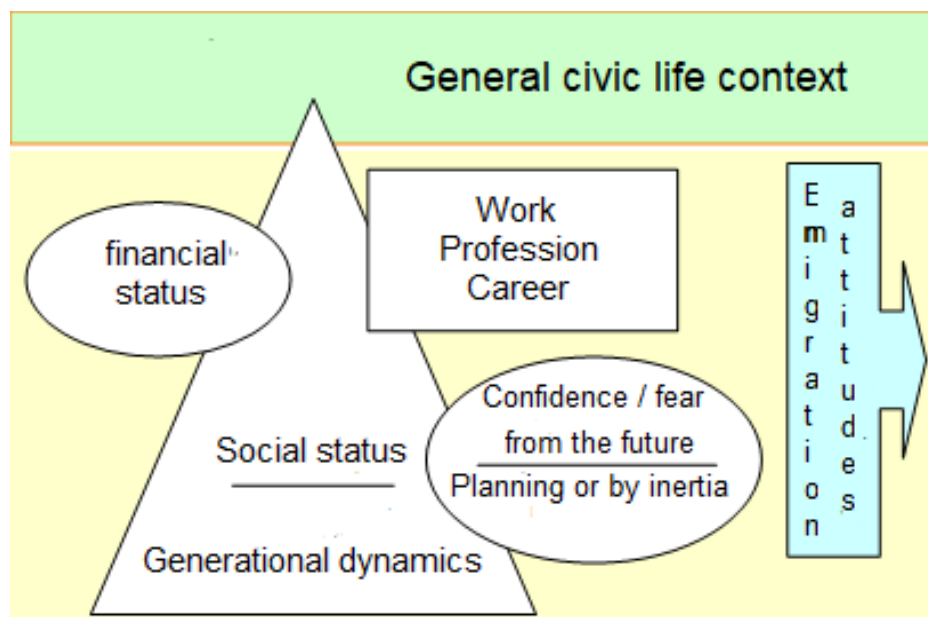 General civic life context
financial
status
Work
Profession
Career
Social status
Generational dynamics
Confidence / fear
from the future
Planning or by inertia
Emigration
attitudes